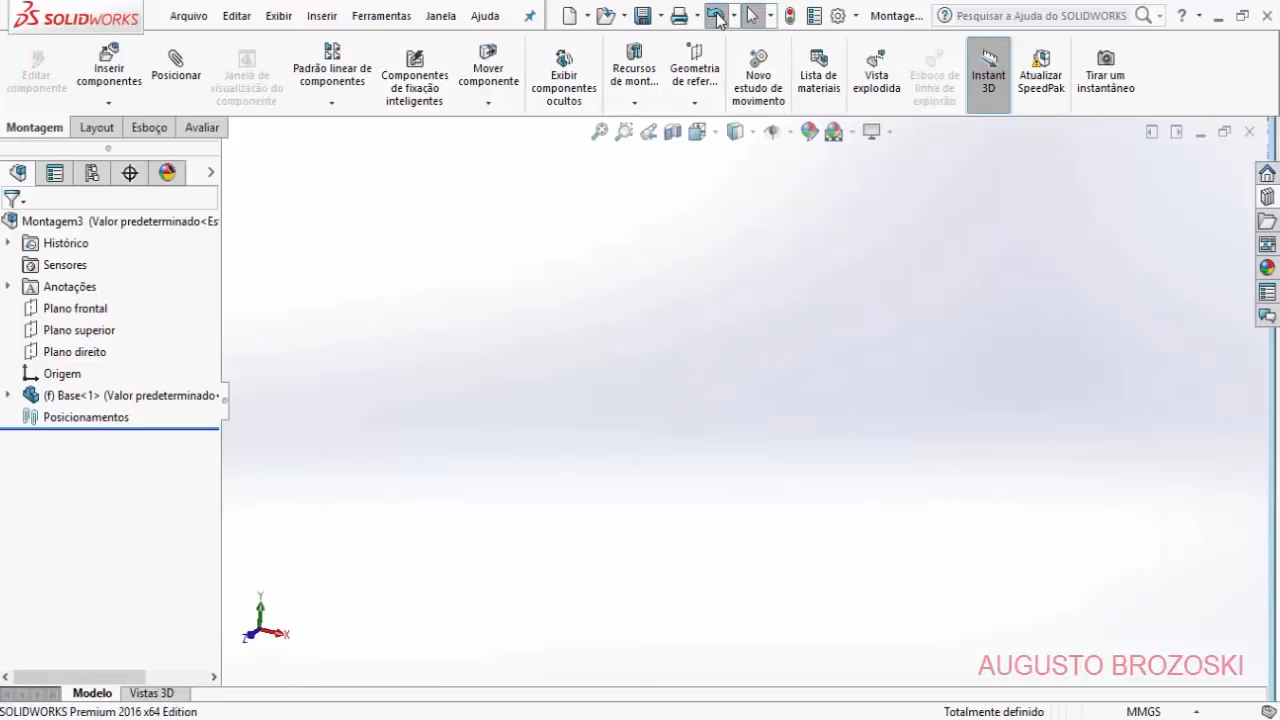 SOLIDWORKS
Arquivo Editar Exibir Inserir Ferramentas Janela Ajuda
Montage...
Pesquisar a Ajuda do SOLIDWORKS
Editar componente
Inserir componentes
Posicionar
Janela de visualização do componente
Padrão linear de componentes
Componentes de fixação inteligentes
Mover componente
Exibir componentes ocultos
Recursos de mont...
Geometria de refer...
Novo estudo de movimento
Lista de materiais
Vista explodida
Esboço de linha de explosão
Instant 3D
Atualizar SpeedPak
Tirar um instantâneo
Montagem Layout Esboço Avaliar
Montagem3 (Valor predeterminado<Es
Histórico
Sensores
Anotações
Plano frontal
Plano superior
Plano direito
Origem
(f) Base<1> (Valor predeterminado<
Posicionamentos
Y
Z X
AUGUSTO BROZOSKI
Modelo Vistas 3D
SOLIDWORKS Premium 2016 x64 Edition
Totalmente definido
MMGS